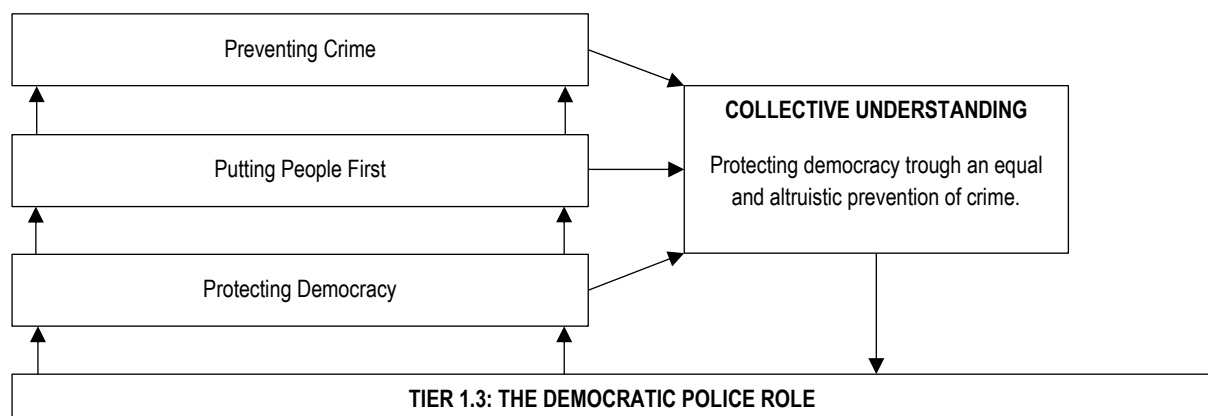 Preventing Crime
Putting People First
Protecting Democracy
COLLECTIVE UNDERSTANDING
Protecting democracy trough an equal
and altruistic prevention of crime.
TIER 1.3: THE DEMOCRATIC POLICE ROLE